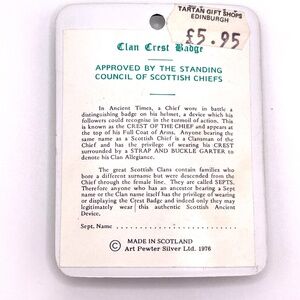 TARTAN GIFT SHOPS
EDINBURGH
£5.95
Clan Crest Badge
APPROVED BY THE STANDING
COUNCIL OF SCOTTISH CHIEFS
In Ancient Times, a Chief wore in battle a
distinguishing badge on his helmet, a device which his
followers could recognise in the turmoil of action. This
is known as the CREST OF THE CHIEF and appears
at the top of his Full Coat of Arms. Anyone bearing the
same name as a Scottish Chief is a Clansman of the
Chief and has the privilege of wearing his CREST
surrounded by a STRAP AND BUCKLE GARTER to
denote his Clan Allegiance.
The great Scottish Clans contain families who
bore a different surname but were descended from the
Chief through the female line. They are called SEPTS.
Therefore anyone who has an ancestor bearing a Sept
name or the Clan name itself has the privilege of wearing
or displaying the Crest Badge and indeed only they may
legitimately wear this authentic Scottish Ancient
Device.
Sept. Name
© MADE IN SCOTLAND
Art Pewter Silver Ltd. 1976